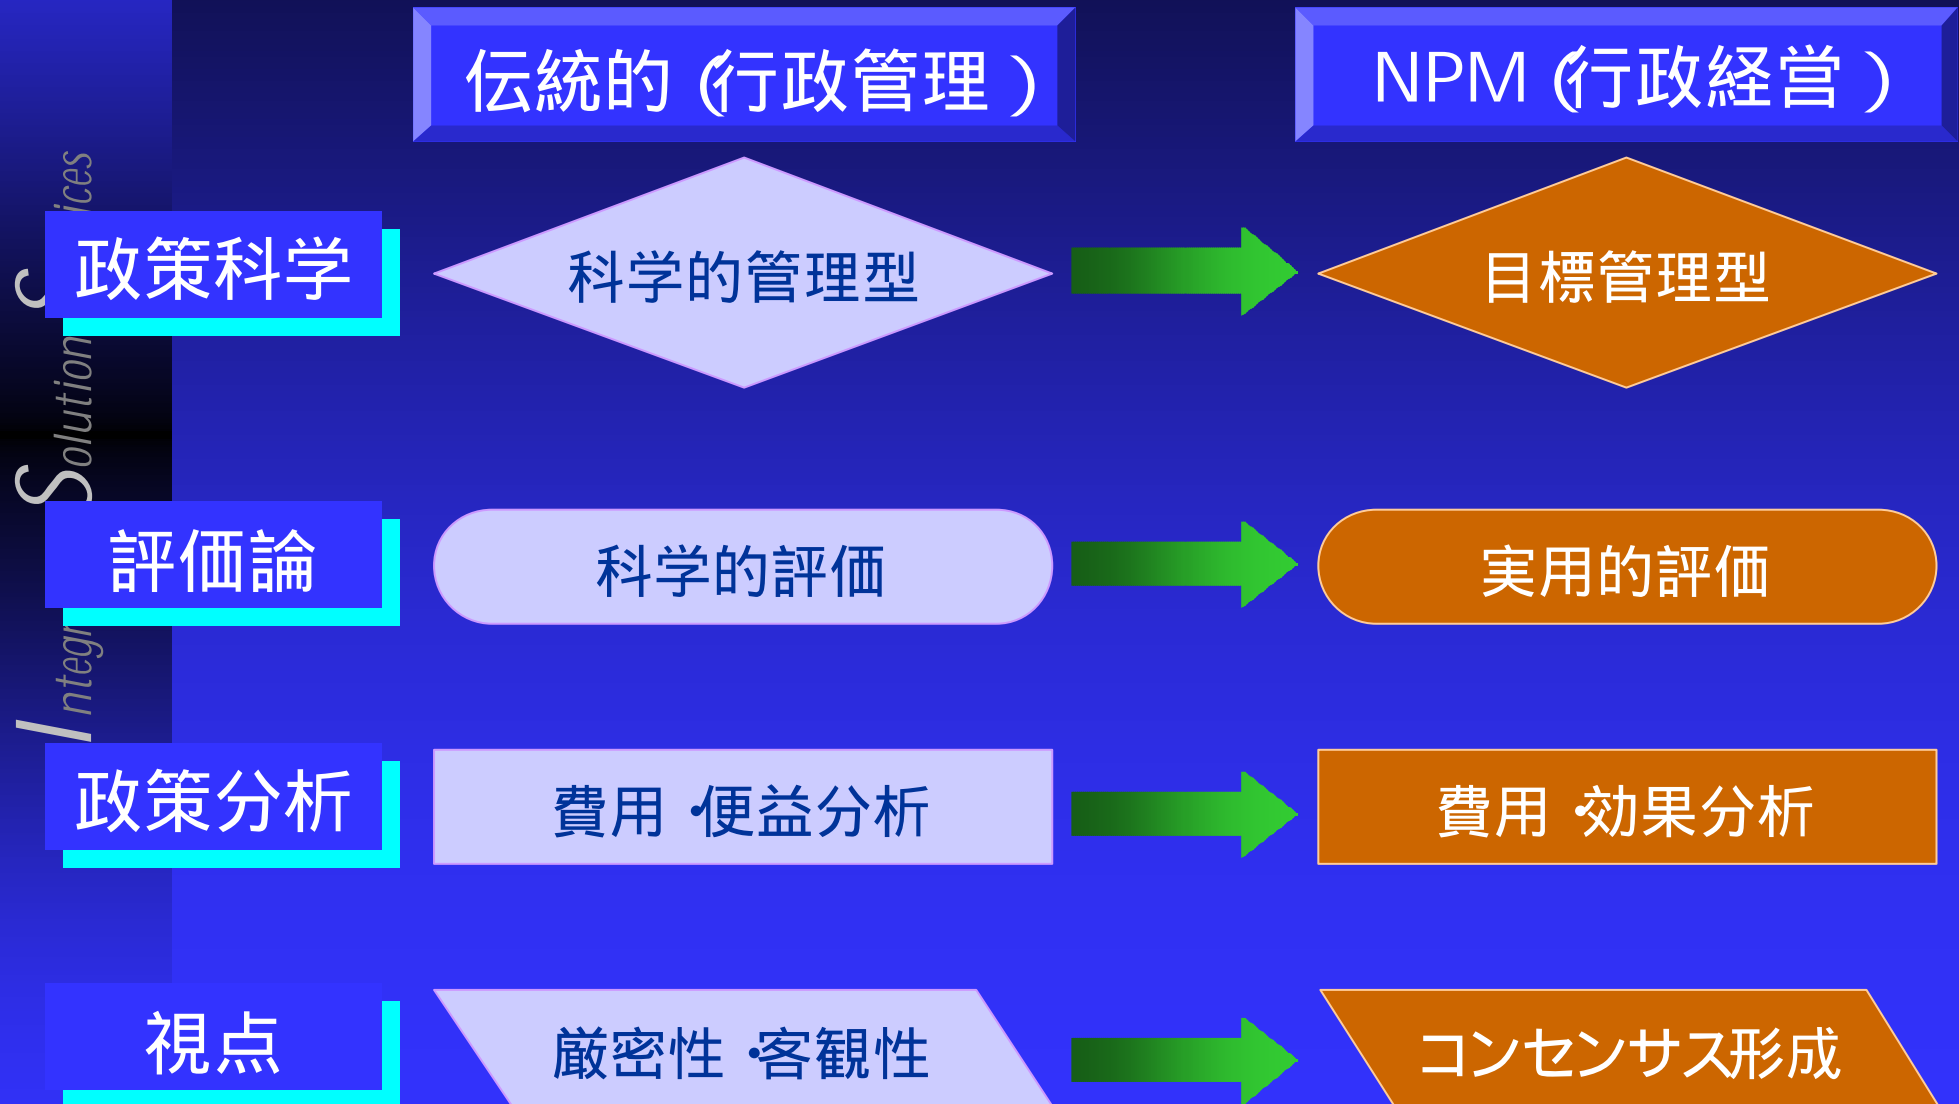 伝統的（行政管理）
NPM（行政経営）
政策科学
科学的管理型
目標管理型
評価論
科学的評価
実用的評価
政策分析
費用・便益分析
費用・効果分析
視点
厳密性・客観性
コンセンサス形成